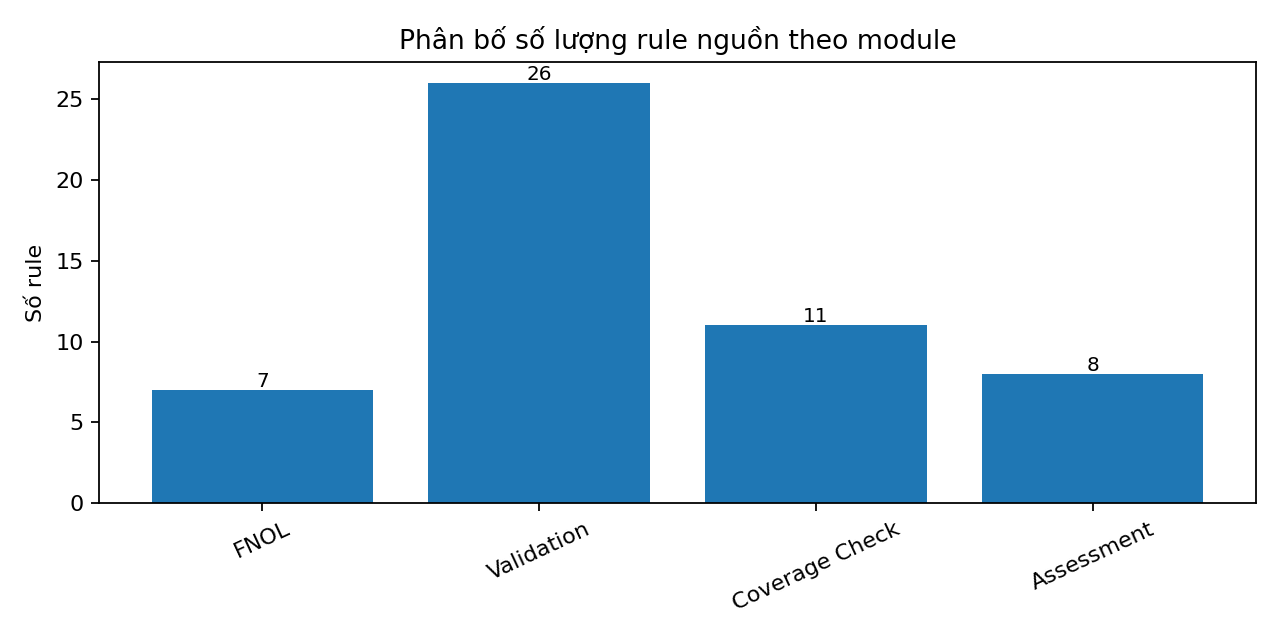 Phân bố số lượng rule nguồn theo module
Số rule
25
20
15
10
5
0
7
26
11
8
FNOL
Validation
Coverage Check
Assessment